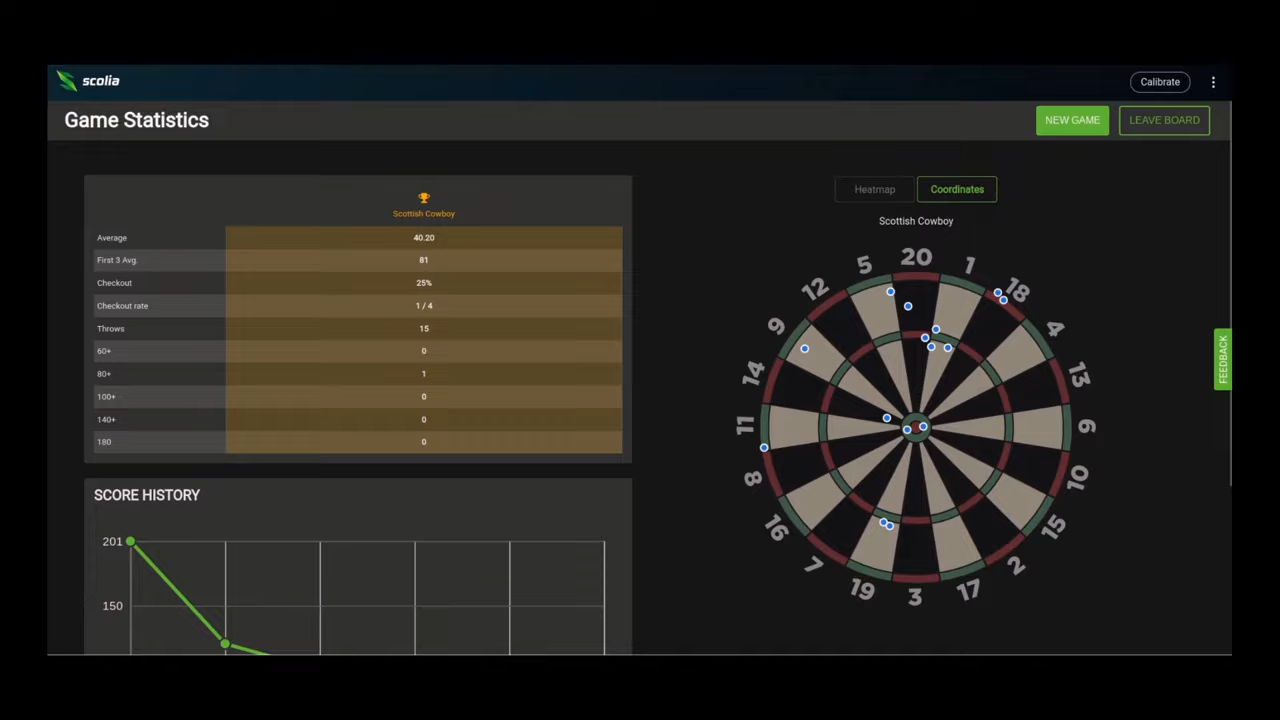 scolia
Calibrate
Game Statistics
NEW GAME
LEAVE BOARD
Scottish Cowboy
Average 40.20
First 3 Avg. 81
Checkout 25%
Checkout rate 1 / 4
Throws 15
60+ 0
80+ 1
100+ 0
140+ 0
180 0
SCORE HISTORY
201
150
Heatmap
Coordinates
Scottish Cowboy
20
1
18
4
13
6
10
15
2
17
3
19
7
16
8
11
14
9
12
5
FEEDBACK